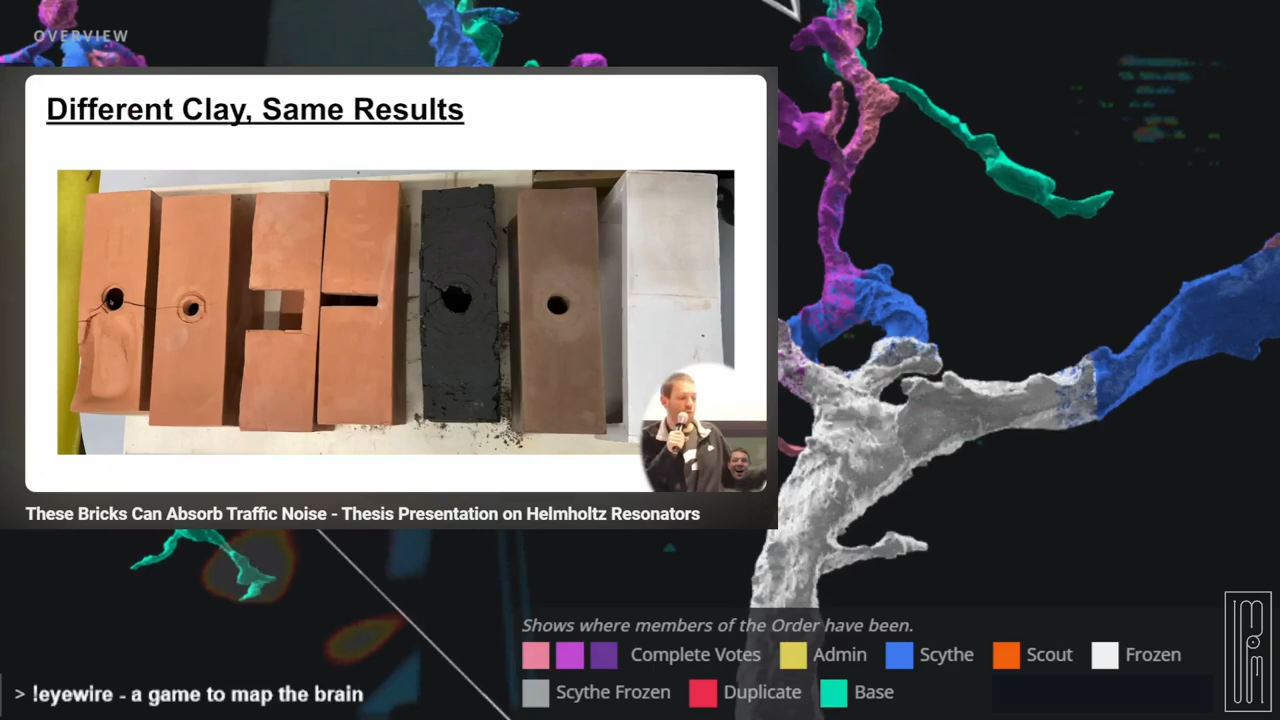 OVERVIEW
Different Clay, Same Results
These Bricks Can Absorb Traffic Noise - Thesis Presentation on Helmholtz Resonators
Shows where members of the Order have been.
Complete Votes Admin Scythe Scout Frozen
Scythe Frozen Duplicate Base
> !eyewire - a game to map the brain